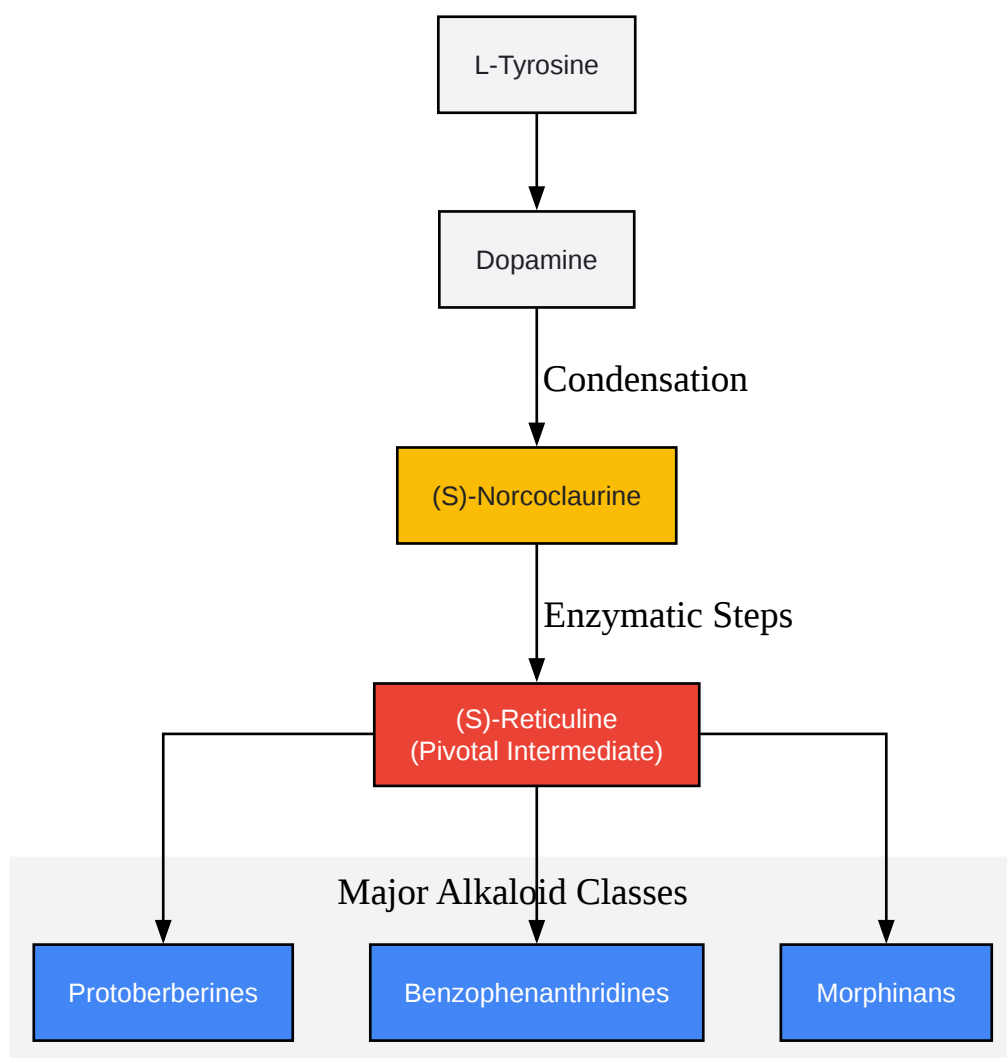 L-Tyrosine
Dopamine
Condensation
(S)-Norcoclaurine
Enzymatic Steps
(S)-Reticuline
(Pivotal Intermediate)
Major Alkaloid Classes
Protoberberines
Benzophenanthridines
Morphinans